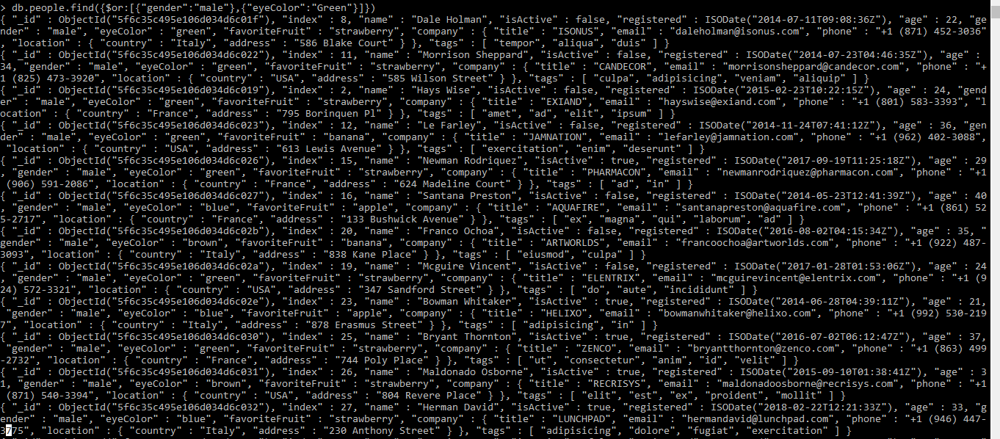 > db.people.find({$or:[{"gender":"male"},{"eyeColor":"Green"}]})
{ "_id" : ObjectId("5f6c35c495e106d034d6c01f"), "index" : 8, "name" : "Dale Holman", "isActive" : false, "registered" : ISODate("2014-07-11T09:08:36Z"), "age" : 22, "ge
nder" : "male", "eyeColor" : "green", "favoriteFruit" : "strawberry", "company" : { "title" : "ISONUS", "email" : "daleholman@isonus.com", "phone" : "+1 (871) 452-3036"
, "location" : { "country" : "Italy", "address" : "586 Blake Court" } }, "tags" : [ "tempor", "aliqua", "duis" ] }
{ "_id" : ObjectId("5f6c35c495e106d034d6c022"), "index" : 11, "name" : "Morrison Sheppard", "isActive" : false, "registered" : ISODate("2014-07-23T04:46:35Z"), "age" :
34, "gender" : "male", "eyeColor" : "green", "favoriteFruit" : "strawberry", "company" : { "title" : "CANDECOR", "email" : "morrisonsheppard@candecor.com", "phone" : "+
1 (825) 473-3920", "location" : { "country" : "USA", "address" : "585 Wilson Street" } }, "tags" : [ "culpa", "adipisicing", "veniam", "aliquip" ] }
{ "_id" : ObjectId("5f6c35c495e106d034d6c019"), "index" : 2, "name" : "Hays Wise", "isActive" : false, "registered" : ISODate("2015-02-23T10:22:15Z"), "age" : 24, "gend
er" : "male", "eyeColor" : "green", "favoriteFruit" : "strawberry", "company" : { "title" : "EXIAND", "email" : "hayswise@exiand.com", "phone" : "+1 (801) 583-3393", "l
ocation" : { "country" : "France", "address" : "795 Borinquen Pl" } }, "tags" : [ "amet", "ad", "elit", "ipsum" ] }
{ "_id" : ObjectId("5f6c35c495e106d034d6c023"), "index" : 12, "name" : "Le Farley", "isActive" : false, "registered" : ISODate("2014-11-24T07:41:12Z"), "age" : 36, "gen
der" : "male", "eyeColor" : "green", "favoriteFruit" : "banana", "company" : { "title" : "JAMNATION", "email" : "lefarley@jamnation.com", "phone" : "+1 (962) 402-3088",
 "location" : { "country" : "USA", "address" : "613 Lewis Avenue" } }, "tags" : [ "exercitation", "enim", "deserunt" ] }
{ "_id" : ObjectId("5f6c35c495e106d034d6c026"), "index" : 15, "name" : "Newman Rodriquez", "isActive" : true, "registered" : ISODate("2017-09-19T11:25:18Z"), "age" : 29
, "gender" : "male", "eyeColor" : "green", "favoriteFruit" : "strawberry", "company" : { "title" : "PHARMACON", "email" : "newmanrodriquez@pharmacon.com", "phone" : "+1
 (906) 591-2086", "location" : { "country" : "France", "address" : "624 Madeline Court" } }, "tags" : [ "ad", "in" ] }
{ "_id" : ObjectId("5f6c35c495e106d034d6c027"), "index" : 16, "name" : "Santana Preston", "isActive" : false, "registered" : ISODate("2014-05-23T12:41:39Z"), "age" : 40
, "gender" : "male", "eyeColor" : "blue", "favoriteFruit" : "apple", "company" : { "title" : "AQUAFIRE", "email" : "santanapreston@aquafire.com", "phone" : "+1 (861) 52
5-2717", "location" : { "country" : "France", "address" : "133 Bushwick Avenue" } }, "tags" : [ "ex", "magna", "qui", "laborum", "ad" ] }
{ "_id" : ObjectId("5f6c35c495e106d034d6c02b"), "index" : 20, "name" : "Franco Ochoa", "isActive" : false, "registered" : ISODate("2016-08-02T04:15:34Z"), "age" : 35, "
gender" : "male", "eyeColor" : "brown", "favoriteFruit" : "banana", "company" : { "title" : "ARTWORLDS", "email" : "francoochoa@artworlds.com", "phone" : "+1 (922) 487-
3093", "location" : { "country" : "Italy", "address" : "838 Kane Place" } }, "tags" : [ "eiusmod", "culpa" ] }
{ "_id" : ObjectId("5f6c35c495e106d034d6c02a"), "index" : 19, "name" : "Mcguire Vincent", "isActive" : false, "registered" : ISODate("2017-01-28T01:53:06Z"), "age" : 24
, "gender" : "male", "eyeColor" : "green", "favoriteFruit" : "strawberry", "company" : { "title" : "ELENTRIX", "email" : "mcguirevincent@elentrix.com", "phone" : "+1 (9
24) 572-3321", "location" : { "country" : "USA", "address" : "347 Sandford Street" } }, "tags" : [ "do", "aute", "incididunt" ] }
{ "_id" : ObjectId("5f6c35c495e106d034d6c02e"), "index" : 23, "name" : "Bowman Whitaker", "isActive" : true, "registered" : ISODate("2014-06-28T04:39:11Z"), "age" : 21,
 "gender" : "male", "eyeColor" : "blue", "favoriteFruit" : "apple", "company" : { "title" : "HELIXO", "email" : "bowmanwhitaker@helixo.com", "phone" : "+1 (992) 530-219
7", "location" : { "country" : "Italy", "address" : "878 Erasmus Street" } }, "tags" : [ "adipisicing", "in" ] }
{ "_id" : ObjectId("5f6c35c495e106d034d6c030"), "index" : 25, "name" : "Bryant Thornton", "isActive" : true, "registered" : ISODate("2016-07-02T06:12:47Z"), "age" : 37,
 "gender" : "male", "eyeColor" : "green", "favoriteFruit" : "strawberry", "company" : { "title" : "ZENCO", "email" : "bryantthornton@zenco.com", "phone" : "+1 (863) 499
-2732", "location" : { "country" : "France", "address" : "744 Poly Place" } }, "tags" : [ "ut", "consectetur", "anim", "id", "velit" ] }
{ "_id" : ObjectId("5f6c35c495e106d034d6c031"), "index" : 26, "name" : "Maldonado Osborne", "isActive" : true, "registered" : ISODate("2015-09-10T01:38:41Z"), "age" : 3
1, "gender" : "male", "eyeColor" : "brown", "favoriteFruit" : "strawberry", "company" : { "title" : "RECRISYS", "email" : "maldonadoosborne@recrisys.com", "phone" : "+1
 (871) 540-3394", "location" : { "country" : "USA", "address" : "804 Revere Place" } }, "tags" : [ "elit", "est", "ex", "proident", "mollit" ] }
{ "_id" : ObjectId("5f6c35c495e106d034d6c032"), "index" : 27, "name" : "Herman David", "isActive" : true, "registered" : ISODate("2018-02-22T12:21:33Z"), "age" : 33, "g
ender" : "male", "eyeColor" : "blue", "favoriteFruit" : "strawberry", "company" : { "title" : "LUNCHPAD", "email" : "hermandavid@lunchpad.com", "phone" : "+1 (946) 447-
3775", "location" : { "country" : "Italy", "address" : "230 Anthony Street" } }, "tags" : [ "adipisicing", "dolore", "fugiat", "exercitation" ] }